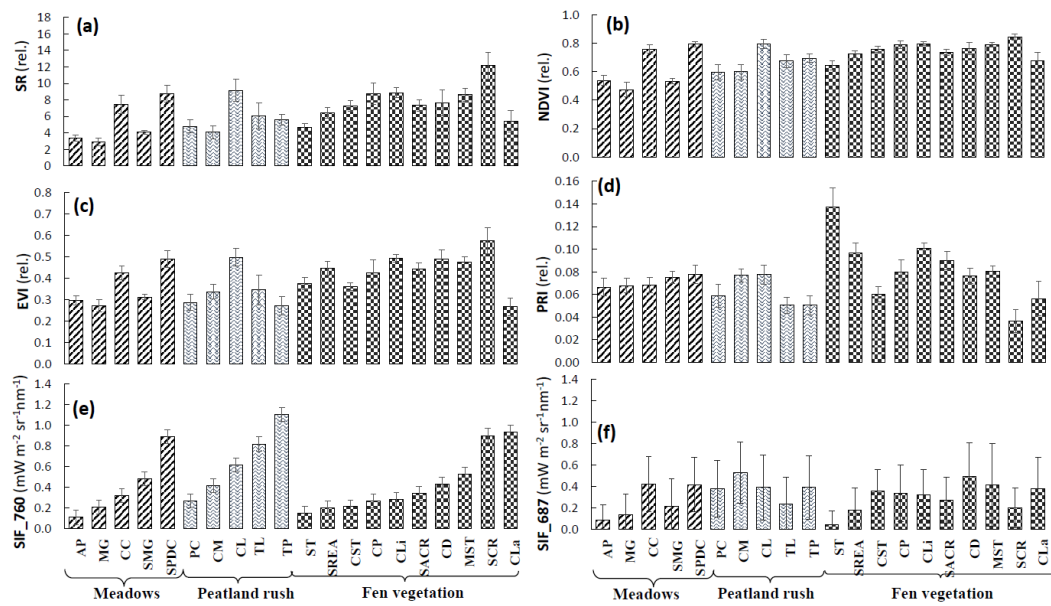 (a)
SR (rel.)
18
16
14
12
10
8
6
4
2
0
(b)
NDVI (rel.)
1.0
0.8
0.6
0.4
0.2
0.0
(c)
EVI (rel.)
0.8
0.7
0.6
0.5
0.4
0.3
0.2
0.1
0.0
(d)
PRI (rel.)
0.16
0.14
0.12
0.10
0.08
0.06
0.04
0.02
0.00
(e)
SIF_760 (mW m-2 sr-1nm-1)
1.4
1.2
1.0
0.8
0.6
0.4
0.2
0.0
AP
MG
CC
SMG
SPDC
PC
CM
CL
TL
TP
ST
SREA
CST
CP
CLi
SACR
CD
MST
SCR
CLa
Meadows
Peatland rush
Fen vegetation
(f)
SIF_687 (mW m-2 sr-1nm-1)
1.4
1.2
1.0
0.8
0.6
0.4
0.2
0.0
AP
MG
CC
SMG
SPDC
PC
CM
CL
TL
TP
ST
SREA
CST
CP
CLi
SACR
CD
MST
SCR
CLa
Meadows
Peatland rush
Fen vegetation